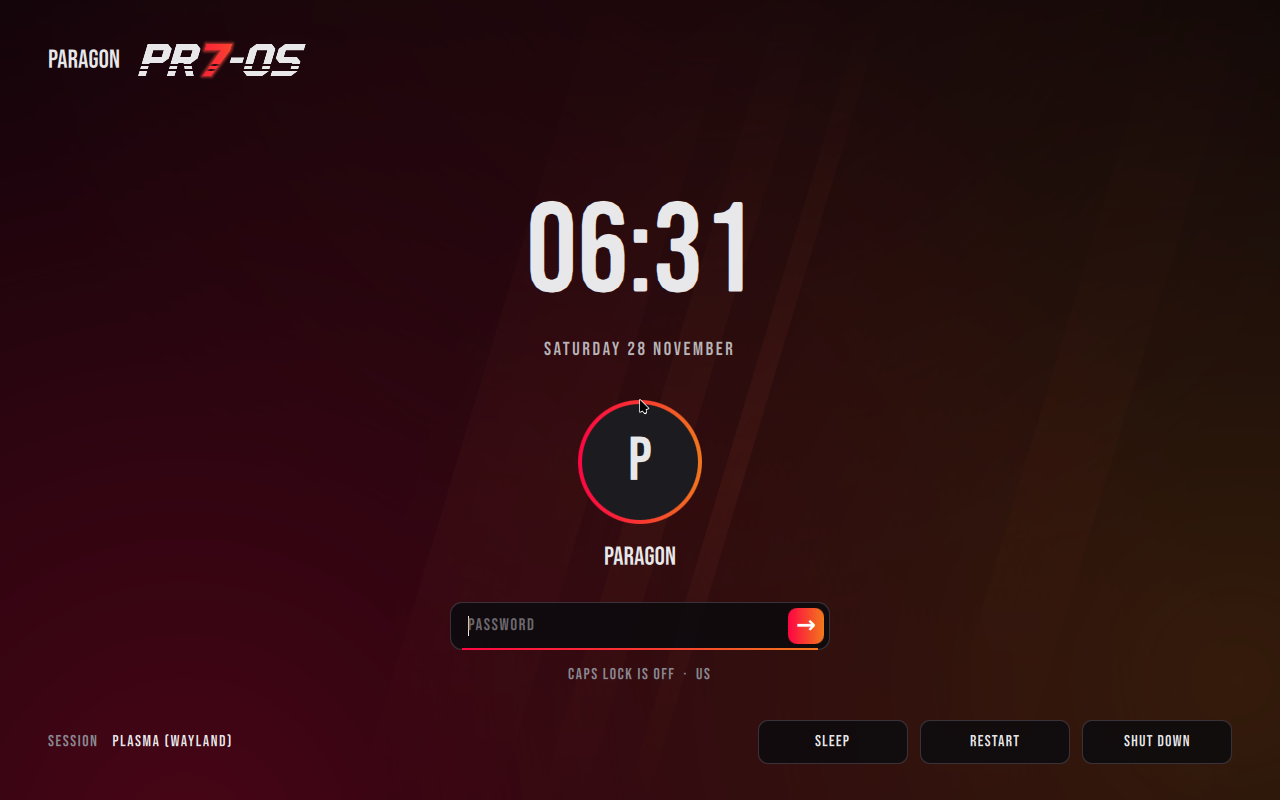 PARAGON PR7-OS
06:31
SATURDAY 28 NOVEMBER
P
PARAGON
PASSWORD
CAPS LOCK IS OFF · US
SESSION PLASMA (WAYLAND)
SLEEP RESTART SHUT DOWN